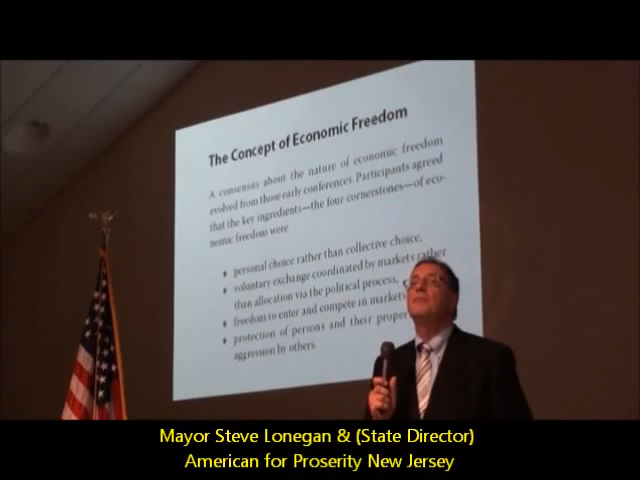 The Concept of Economic Freedom
A consensus about the nature of economic freedom
evolved from those early conferences. Participants agreed
that the key ingredients—the four cornerstones—of eco-
nomic freedom were
♦ personal choice rather than collective choice,
♦ voluntary exchange coordinated by markets rather
than allocation via the political process,
♦ freedom to enter and compete in markets
♦ protection of persons and their
aggression by others.
Mayor Steve Lonegan & (State Director)
American for Proserity New Jersey